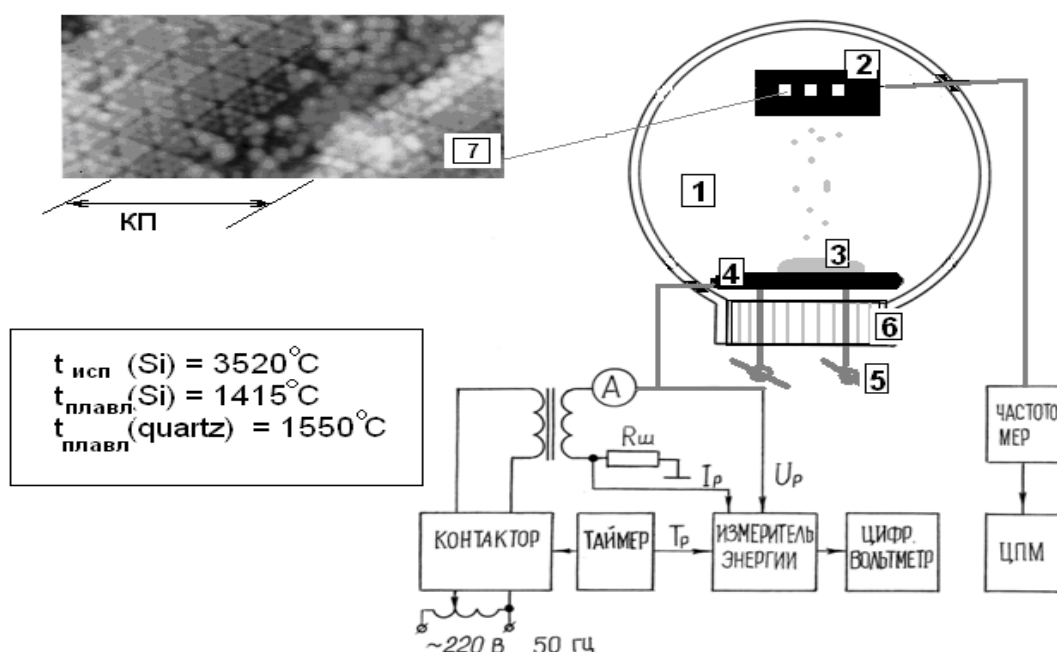 7
КП
1
2
3
4
5
6
t исп (Si) = 3520°C
t плавл (Si) = 1415°C
t плавл (quartz) = 1550°C
A
Rш
Iр
Uр
ЧАСТОТО
МЕР
КОНТАКТОР
ТАЙМЕР
Tр
ИЗМЕРИТЕЛЬ
ЭНЕРГИИ
ЦИФР.
ВОЛЬТМЕТР
ЦПМ
~220 В 50 гц